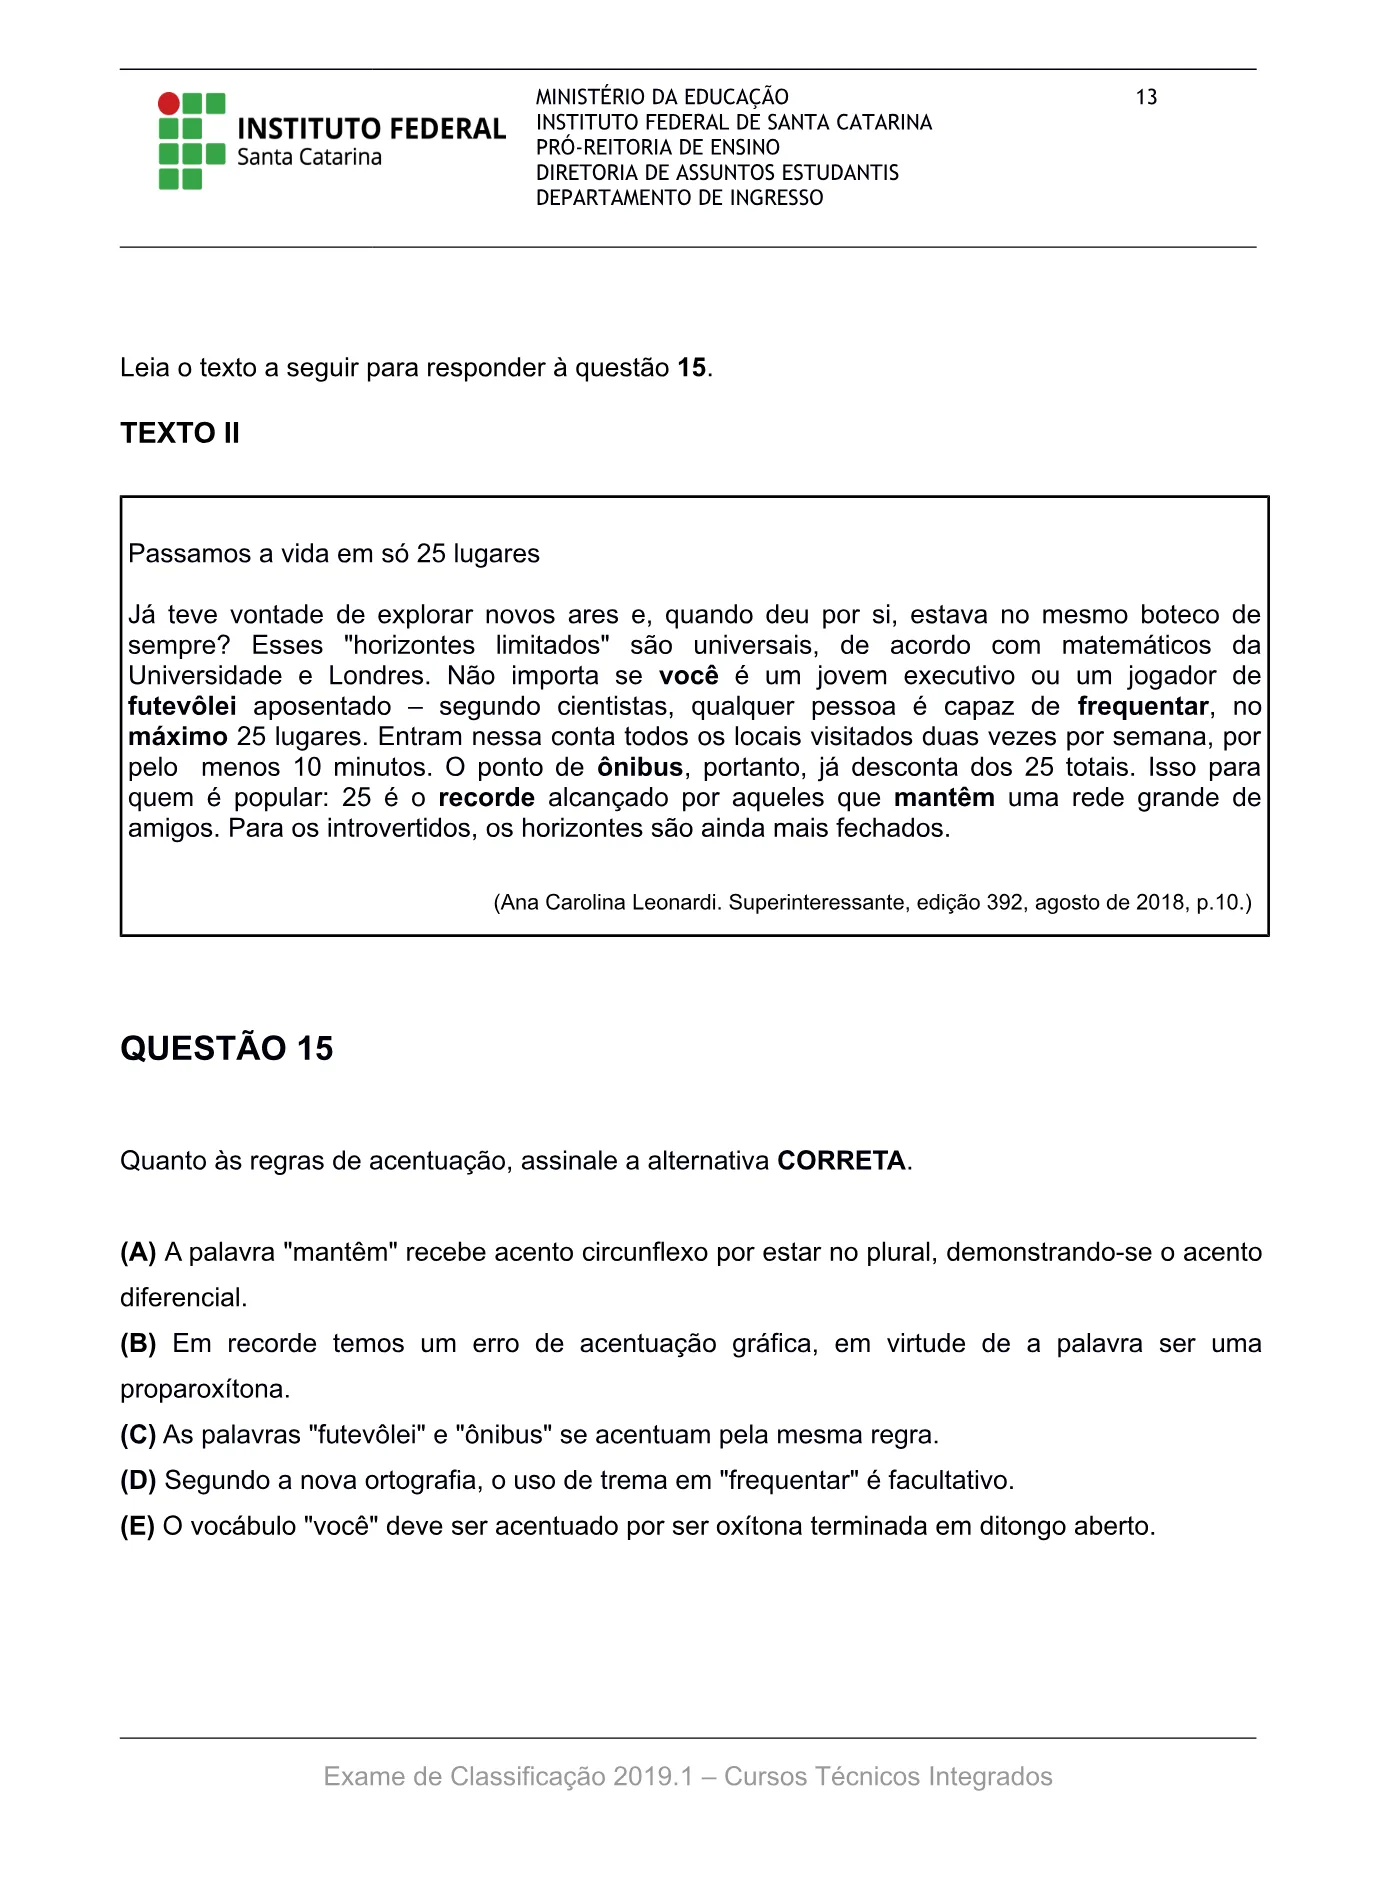 INSTITUTO FEDERAL
Santa Catarina
MINISTÉRIO DA EDUCAÇÃO
INSTITUTO FEDERAL DE SANTA CATARINA
PRÓ-REITORIA DE ENSINO
DIRETORIA DE ASSUNTOS ESTUDANTIS
DEPARTAMENTO DE INGRESSO
13
Leia o texto a seguir para responder à questão 15.
TEXTO II
Passamos a vida em só 25 lugares
Já teve vontade de explorar novos ares e, quando deu por si, estava no mesmo boteco de
sempre? Esses "horizontes limitados" são universais, de acordo com matemáticos da
Universidade e Londres. Não importa se você é um jovem executivo ou um jogador de
futevôlei aposentado – segundo cientistas, qualquer pessoa é capaz de frequentar, no
máximo 25 lugares. Entram nessa conta todos os locais visitados duas vezes por semana, por
pelo menos 10 minutos. O ponto de ônibus, portanto, já desconta dos 25 totais. Isso para
quem é popular: 25 é o recorde alcançado por aqueles que mantêm uma rede grande de
amigos. Para os introvertidos, os horizontes são ainda mais fechados.
(Ana Carolina Leonardi. Superinteressante, edição 392, agosto de 2018, p.10.)
QUESTÃO 15
Quanto às regras de acentuação, assinale a alternativa CORRETA.
(A) A palavra "mantêm" recebe acento circunflexo por estar no plural, demonstrando-se o acento
diferencial.
(B) Em recorde temos um erro de acentuação gráfica, em virtude de a palavra ser uma
proparoxítona.
(C) As palavras "futevôlei" e "ônibus" se acentuam pela mesma regra.
(D) Segundo a nova ortografia, o uso de trema em "frequentar" é facultativo.
(E) O vocábulo "você" deve ser acentuado por ser oxítona terminada em ditongo aberto.
Exame de Classificação 2019.1 – Cursos Técnicos Integrados